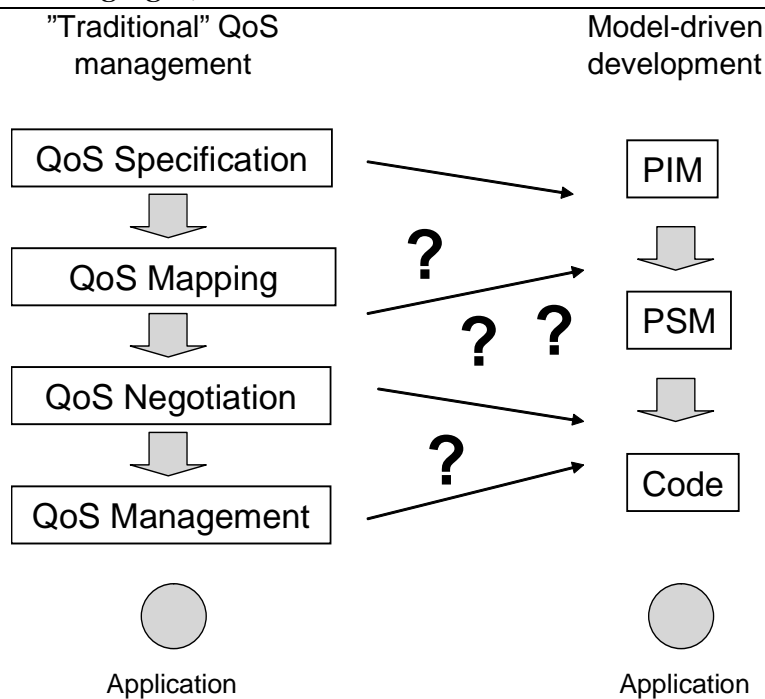 ”Traditional” QoS
management
Model-driven
development
QoS Specification
PIM
?
QoS Mapping
? ?
PSM
QoS Negotiation
?
Code
QoS Management
Application
Application